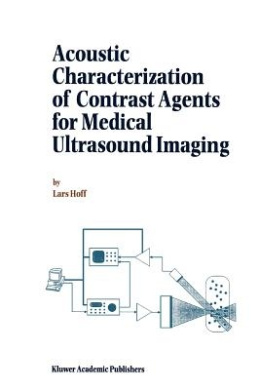 Acoustic
Characterization
of Contrast Agents
for Medical
Ultrasound Imaging
by
Lars Hoff
Kluwer Academic Publishers